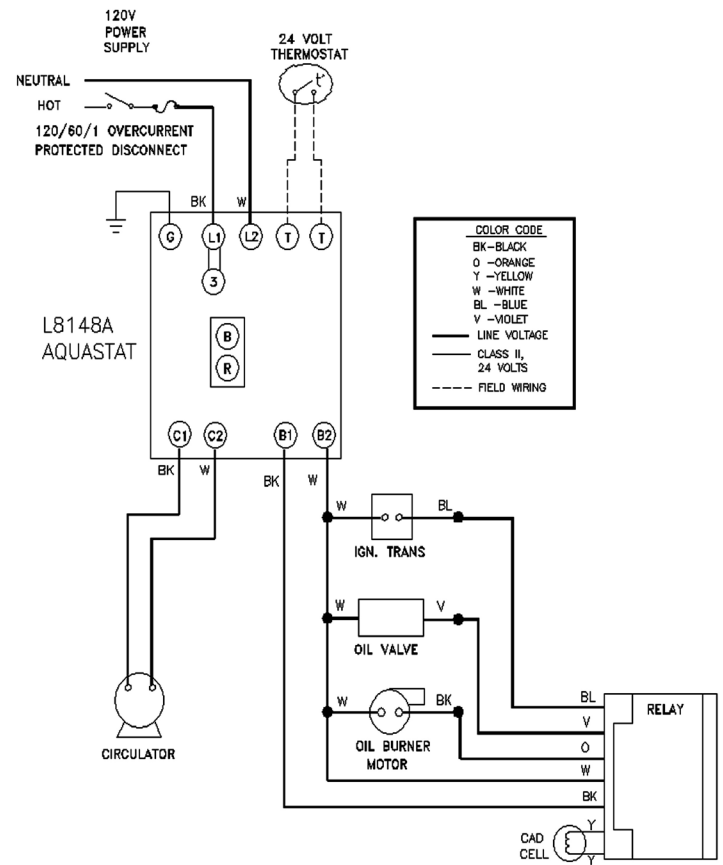 120V
POWER
SUPPLY
24 VOLT
THERMOSTAT
NEUTRAL
HOT
120/60/1 OVERCURRENT
PROTECTED DISCONNECT
BK
W
G
L1
L2
T
T
3
L8148A
AQUASTAT
B
R
COLOR CODE
BK-BLACK
O -ORANGE
Y -YELLOW
W -WHITE
BL -BLUE
V -VIOLET
LINE VOLTAGE
CLASS II,
24 VOLTS
FIELD WIRING
C1
C2
B1
B2
BK
W
BK
W
W
BL
IGN. TRANS
W
V
OIL VALVE
W
BK
OIL BURNER
MOTOR
CIRCULATOR
BL
V
O
W
BK
RELAY
Y
CAD
CELL
Y